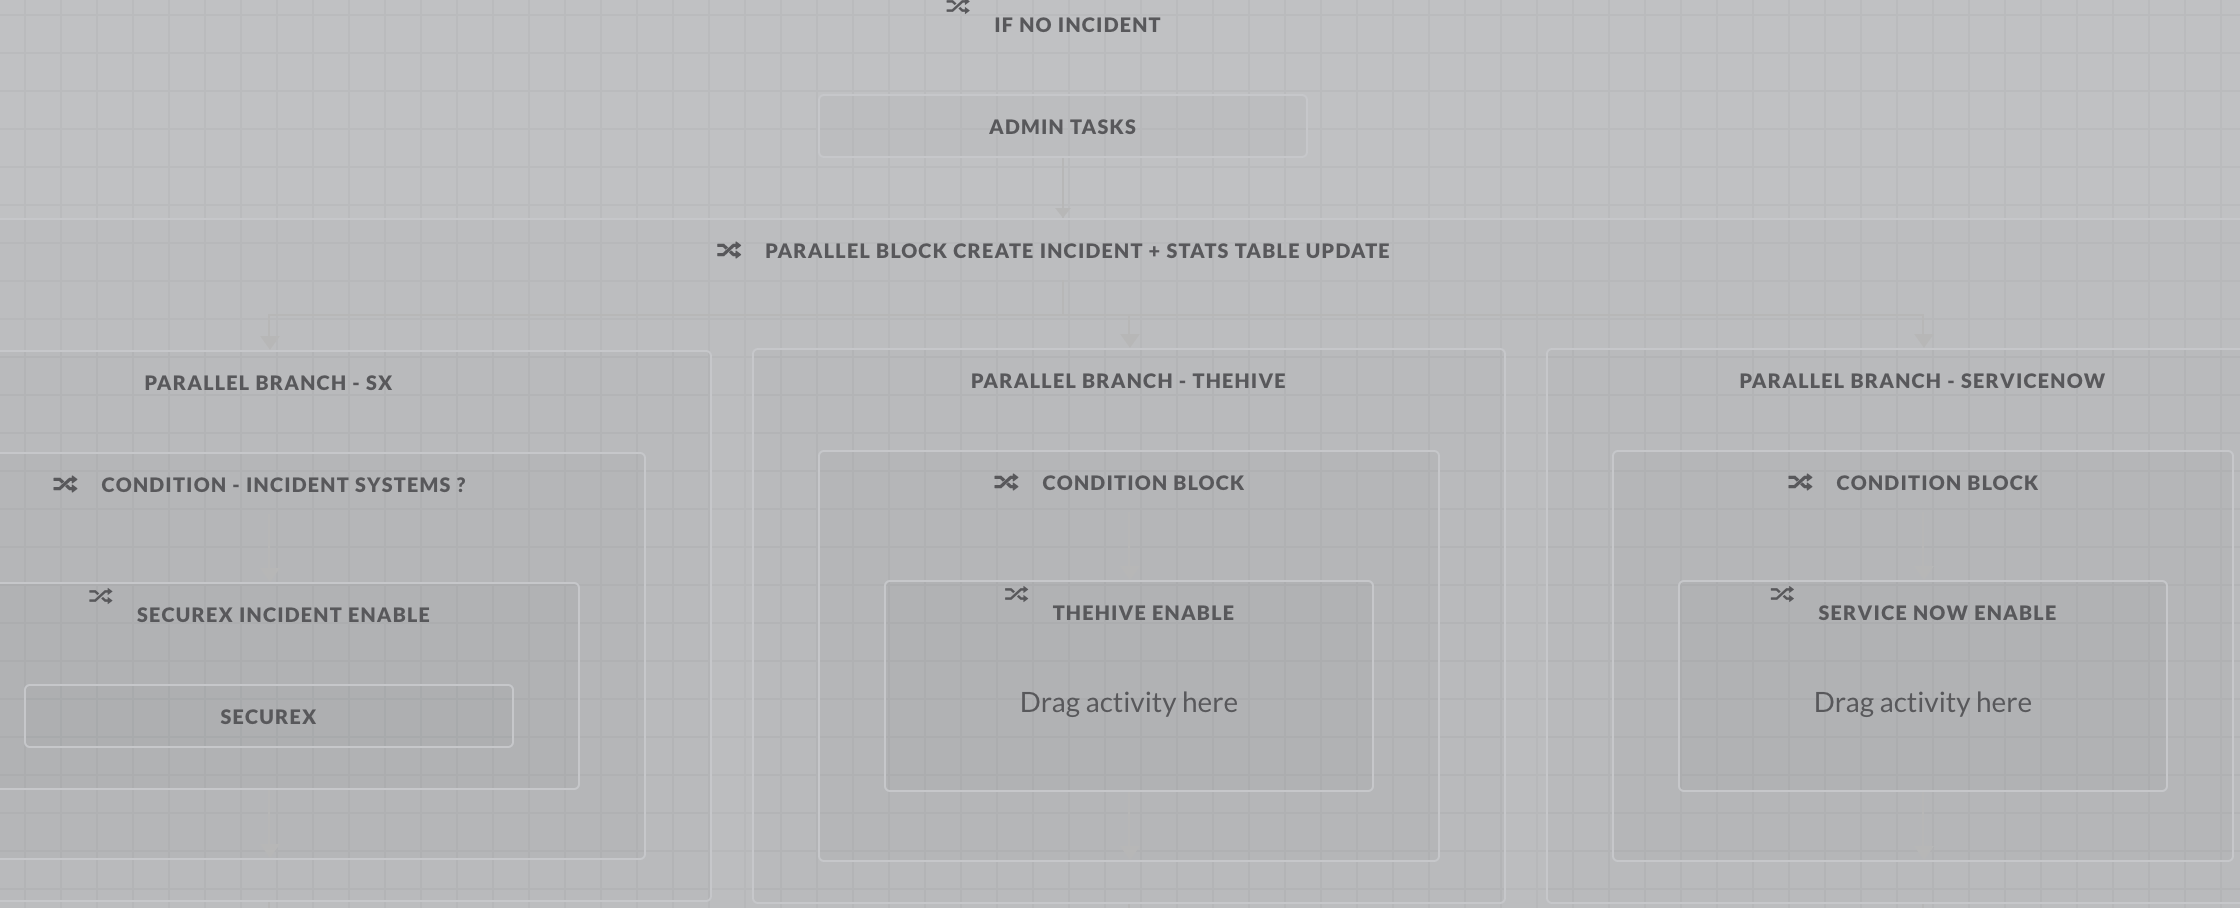 IF NO INCIDENT
ADMIN TASKS
PARALLEL BLOCK CREATE INCIDENT + STATS TABLE UPDATE
PARALLEL BRANCH - SX
PARALLEL BRANCH - THEHIVE
PARALLEL BRANCH - SERVICENOW
CONDITION - INCIDENT SYSTEMS ?
CONDITION BLOCK
CONDITION BLOCK
SECUREX INCIDENT ENABLE
THEHIVE ENABLE
SERVICE NOW ENABLE
SECUREX
Drag activity here
Drag activity here